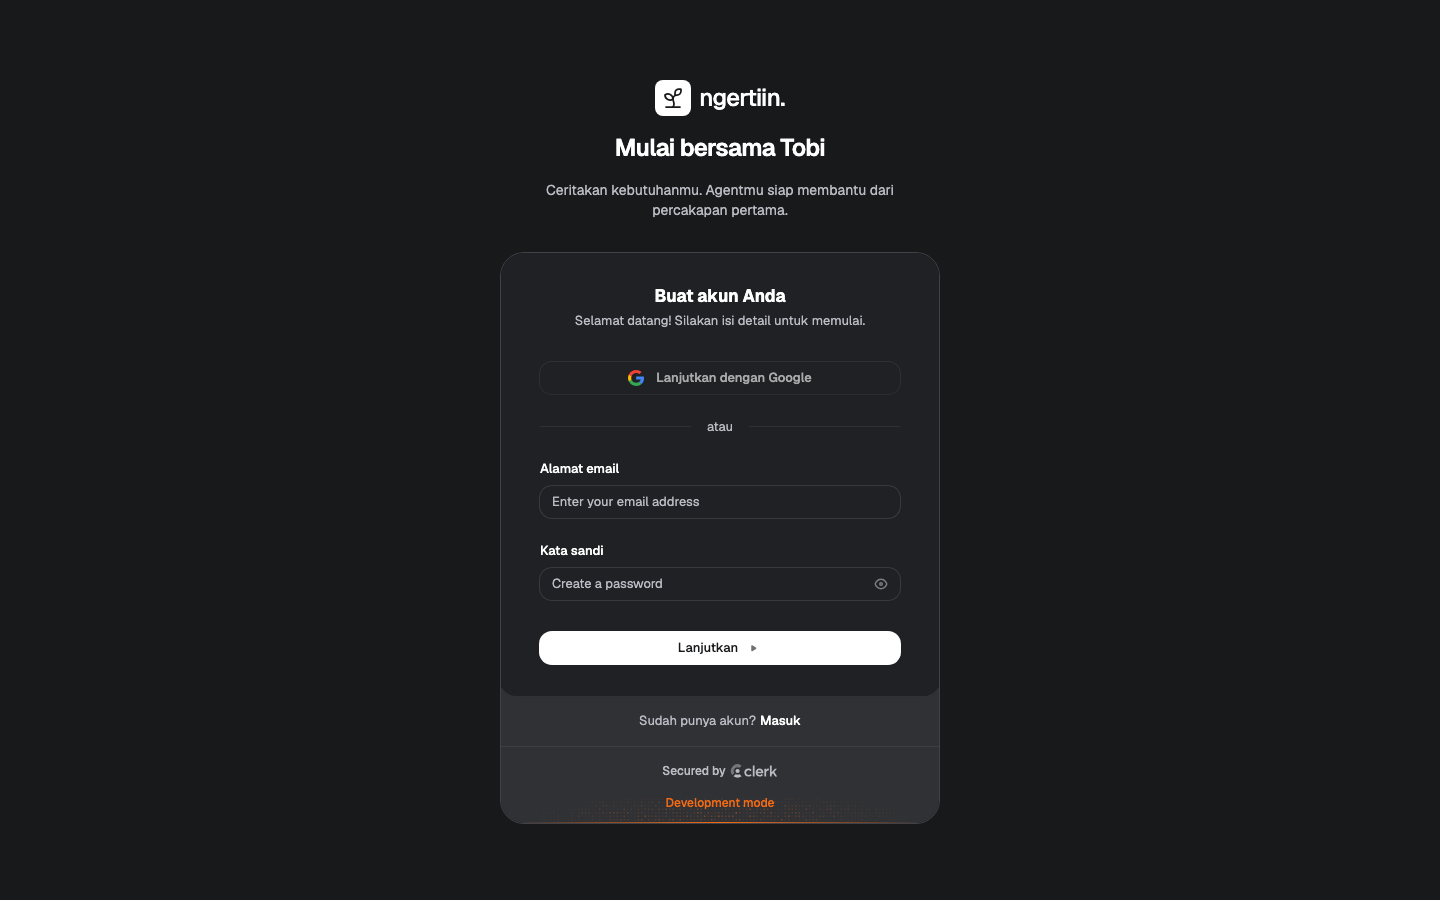 ngertiin.
Mulai bersama Tobi
Ceritakan kebutuhanmu. Agentmu siap membantu dari
percakapan pertama.
Buat akun Anda
Selamat datang! Silakan isi detail untuk memulai.
Lanjutkan dengan Google
atau
Alamat email
Enter your email address
Kata sandi
Create a password
Lanjutkan
Sudah punya akun? Masuk
Secured by clerk
Development mode